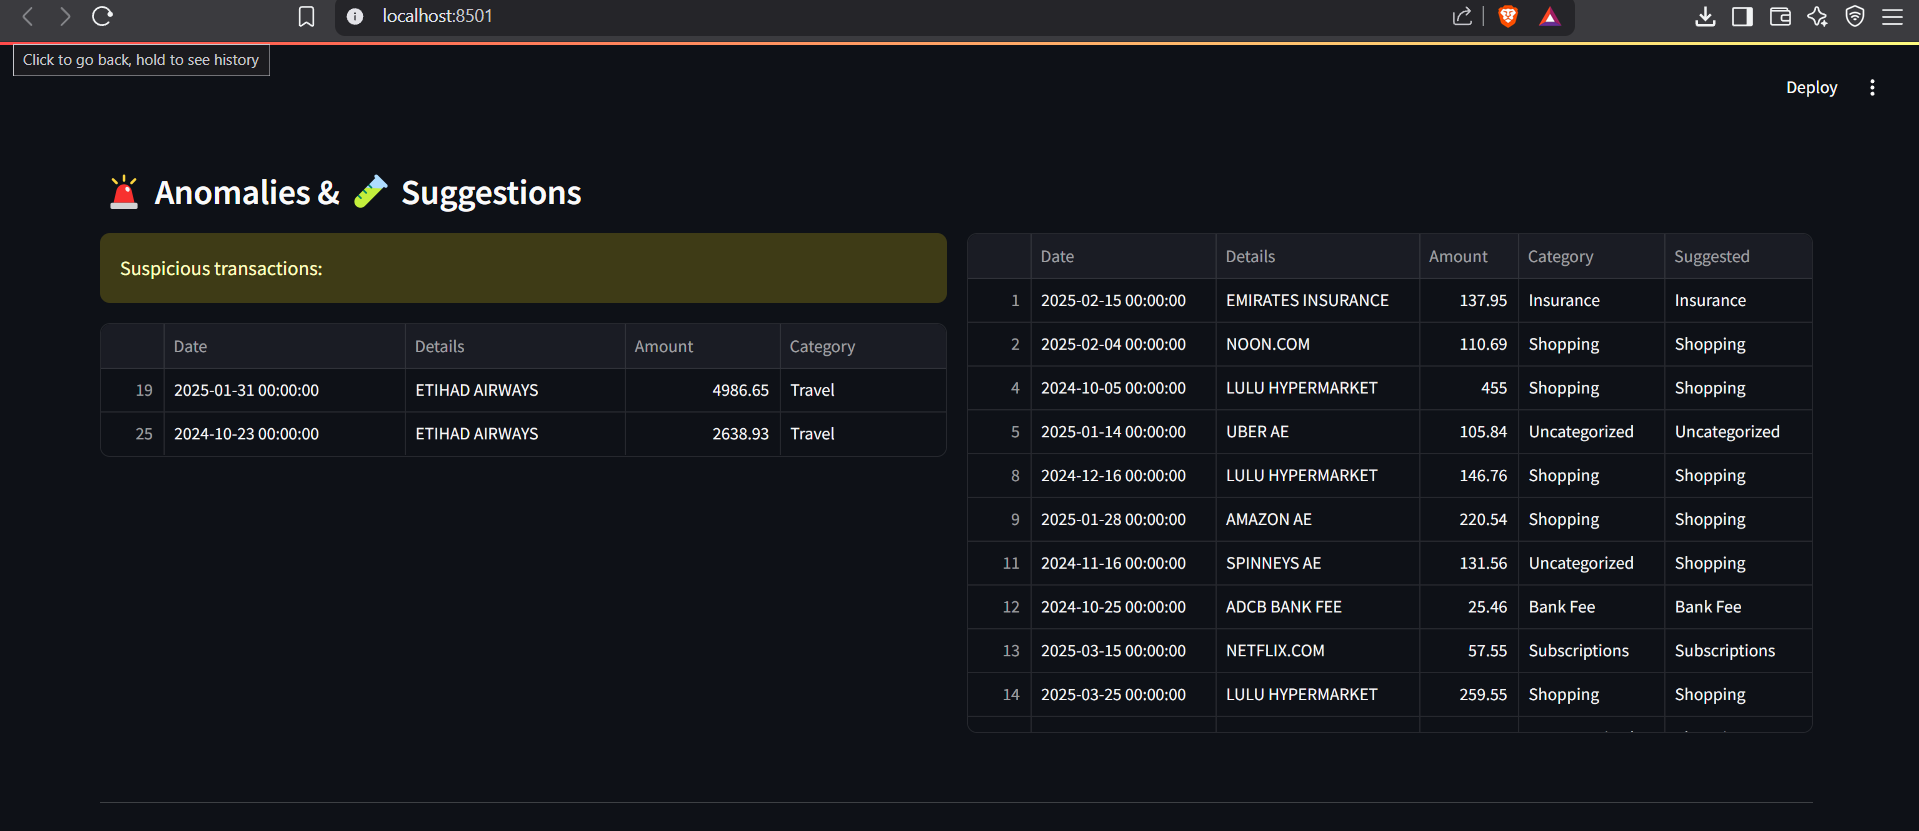 localhost:8501
Click to go back, hold to see history
Deploy
Anomalies & Suggestions
Suspicious transactions:
Date Details Amount Category
19 2025-01-31 00:00:00 ETIHAD AIRWAYS 4986.65 Travel
25 2024-10-23 00:00:00 ETIHAD AIRWAYS 2638.93 Travel
Date Details Amount Category Suggested
1 2025-02-15 00:00:00 EMIRATES INSURANCE 137.95 Insurance Insurance
2 2025-02-04 00:00:00 NOON.COM 110.69 Shopping Shopping
4 2024-10-05 00:00:00 LULU HYPERMARKET 455 Shopping Shopping
5 2025-01-14 00:00:00 UBER AE 105.84 Uncategorized Uncategorized
8 2024-12-16 00:00:00 LULU HYPERMARKET 146.76 Shopping Shopping
9 2025-01-28 00:00:00 AMAZON AE 220.54 Shopping Shopping
11 2024-11-16 00:00:00 SPINNEYS AE 131.56 Uncategorized Shopping
12 2024-10-25 00:00:00 ADCB BANK FEE 25.46 Bank Fee Bank Fee
13 2025-03-15 00:00:00 NETFLIX.COM 57.55 Subscriptions Subscriptions
14 2025-03-25 00:00:00 LULU HYPERMARKET 259.55 Shopping Shopping